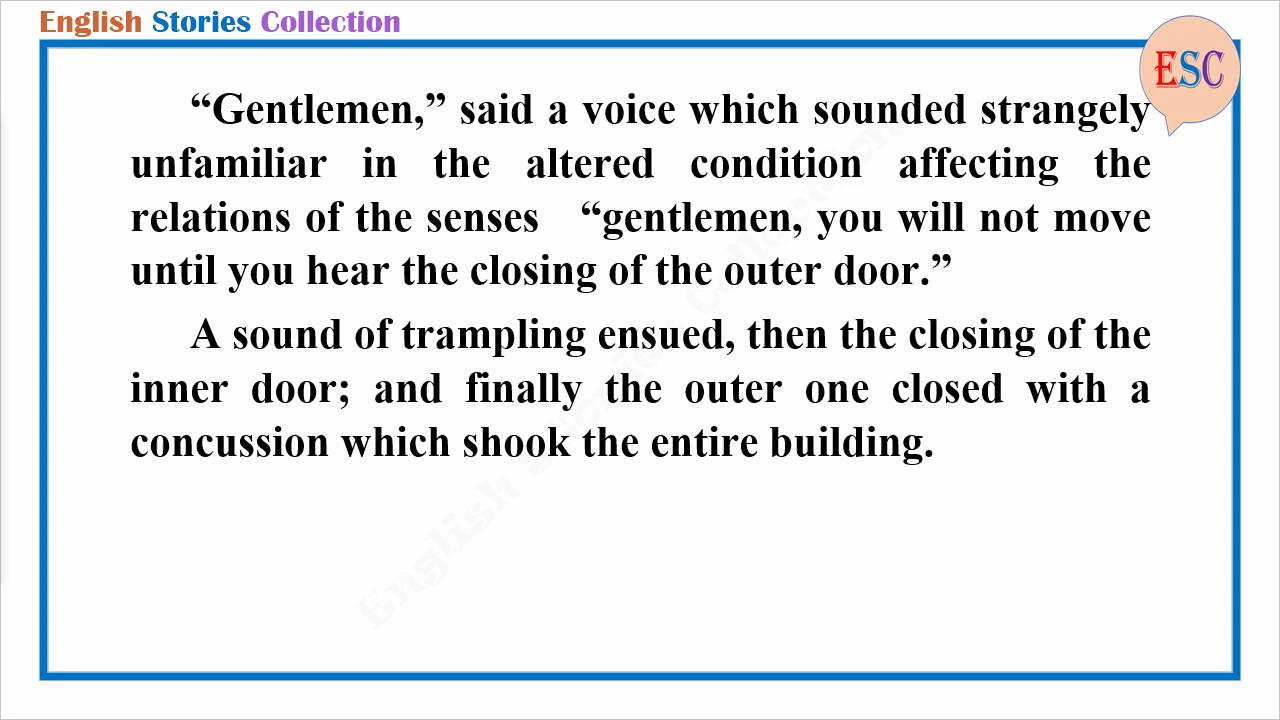 English Stories Collection
ESC
“Gentlemen,” said a voice which sounded strangely
unfamiliar in the altered condition affecting the
relations of the senses “gentlemen, you will not move
until you hear the closing of the outer door.”
A sound of trampling ensued, then the closing of the
inner door; and finally the outer one closed with a
concussion which shook the entire building.
English Stories Collection